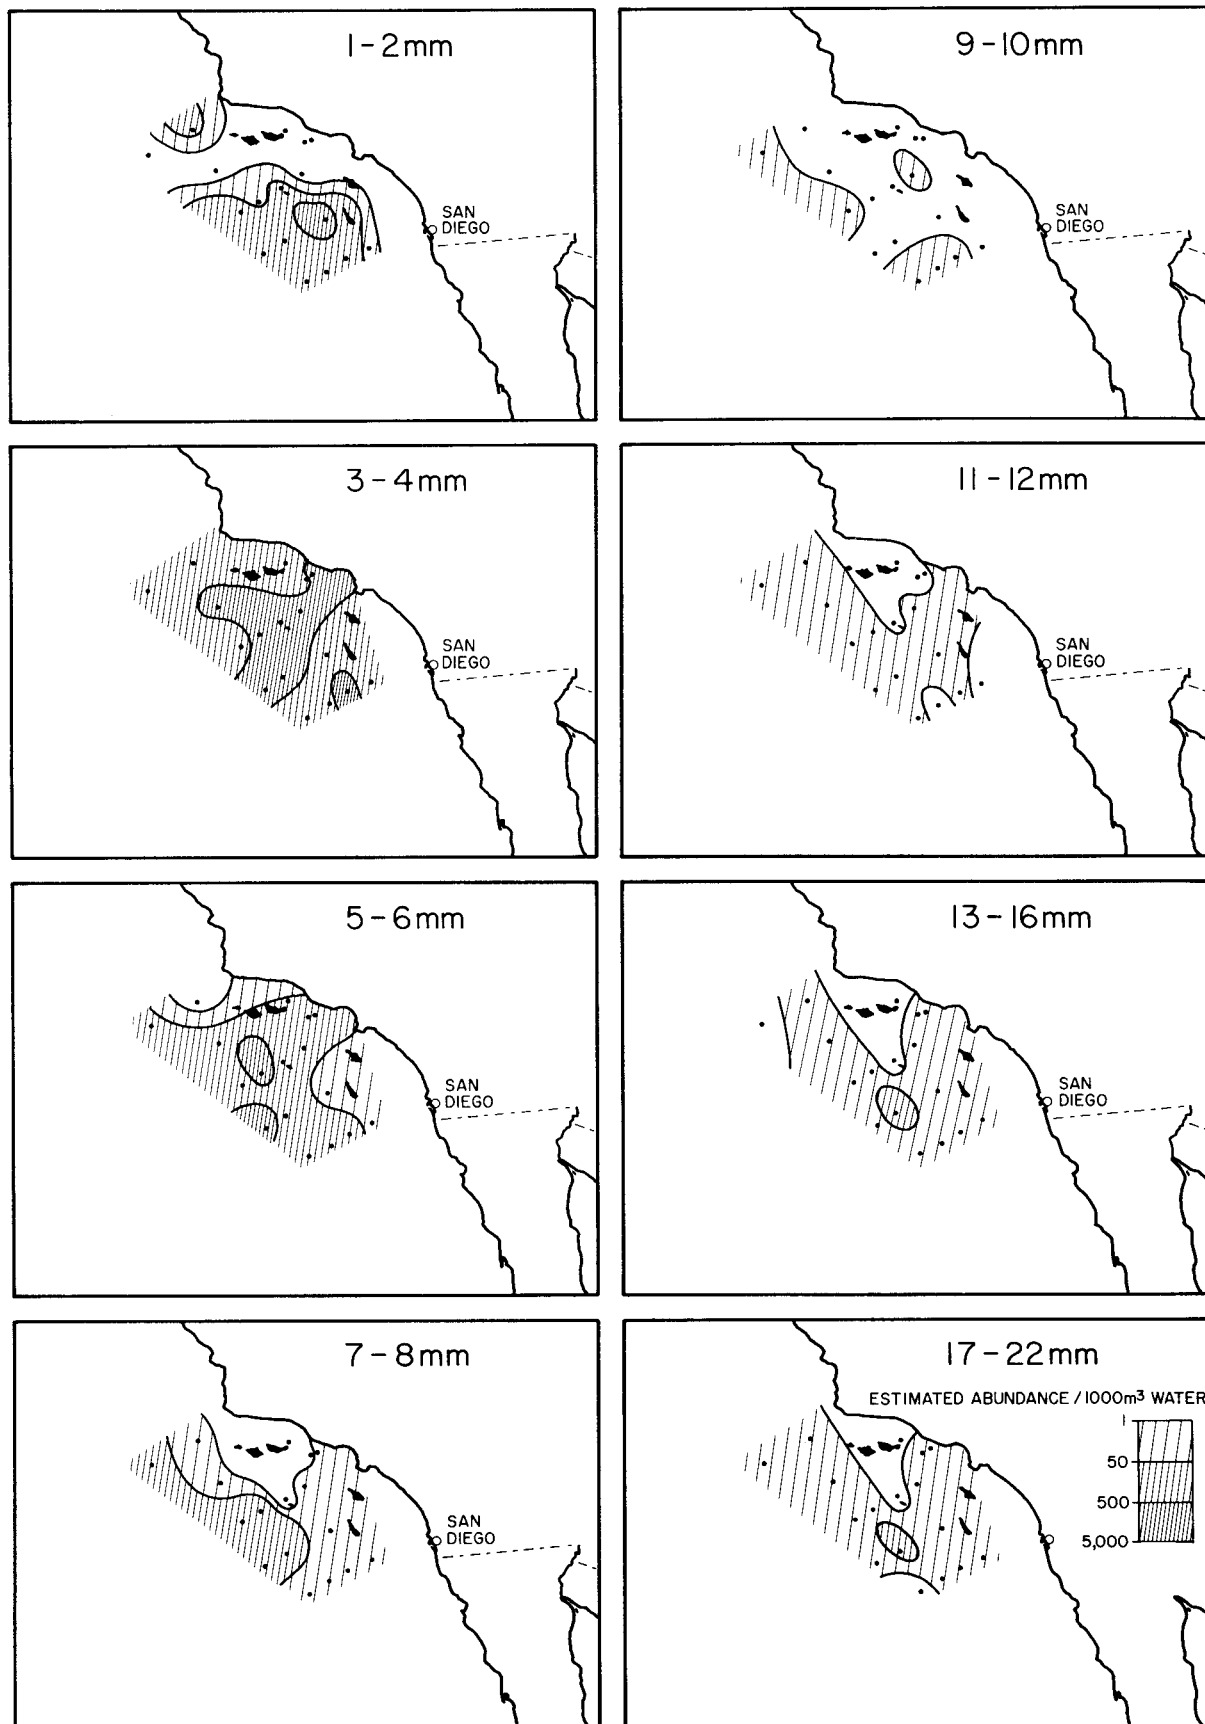 1-2mm
SAN
DIEGO
9-10mm
SAN
DIEGO
3-4mm
SAN
DIEGO
11-12mm
SAN
DIEGO
5-6mm
SAN
DIEGO
13-16mm
SAN
DIEGO
7-8mm
SAN
DIEGO
17-22mm
ESTIMATED ABUNDANCE / 1000m³ WATER
1
50
500
5,000